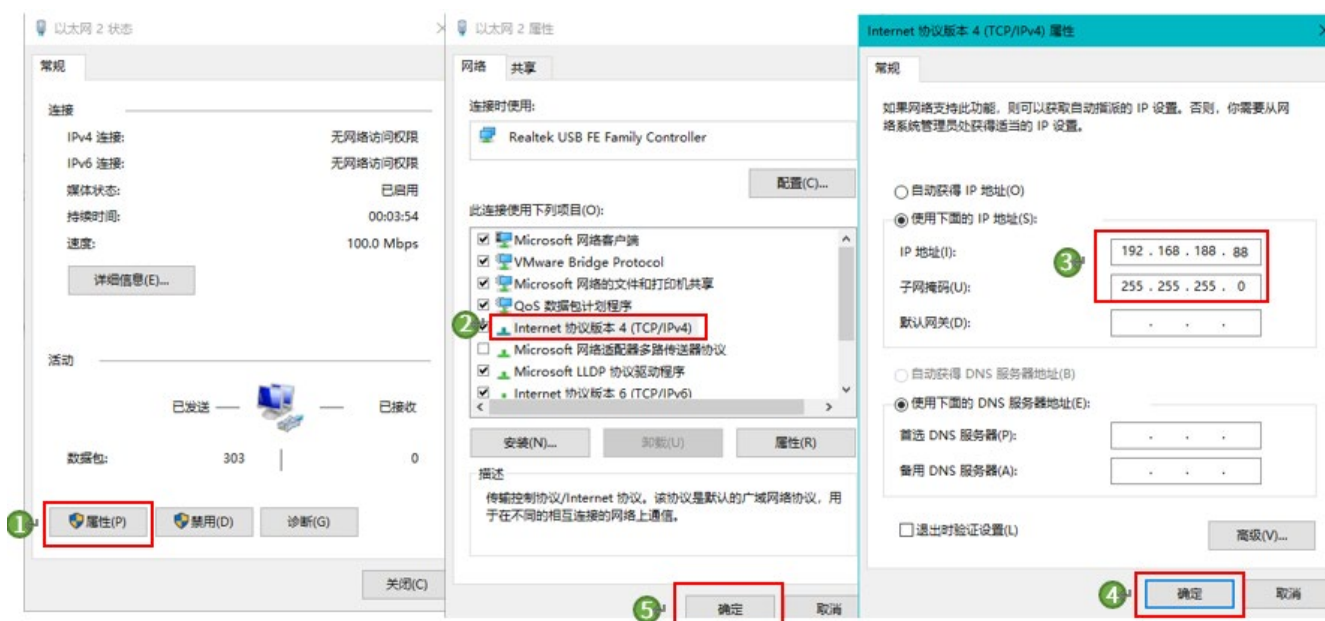 以太网 2 状态
常规
连接
IPv4 连接: 无网络访问权限
IPv6 连接: 无网络访问权限
媒体状态: 已启用
持续时间: 00:03:54
速度: 100.0 Mbps
详细信息(E)...
活动
已发送 — — 已接收
数据包: 303 0
1
属性(P) 禁用(D) 诊断(G)
关闭(C)
以太网 2 属性
网络 共享
连接时使用:
Realtek USB FE Family Controller
配置(C)...
此连接使用下列项目(O):
Microsoft 网络客户端
VMware Bridge Protocol
Microsoft 网络的文件和打印机共享
QoS 数据包计划程序
2
Internet 协议版本 4 (TCP/IPv4)
Microsoft 网络适配器多路传送器协议
Microsoft LLDP 协议驱动程序
Internet 协议版本 6 (TCP/IPv6)
安装(N)... 卸载(U) 属性(R)
描述
传输控制协议/Internet 协议。该协议是默认的广域网络协议，用
于在不同的相互连接的网络上通信。
5
确定 取消
Internet 协议版本 4 (TCP/IPv4) 属性
常规
如果网络支持此功能，则可以获取自动指派的 IP 设置。否则，你需要从网
络系统管理员处获得适当的 IP 设置。
自动获得 IP 地址(O)
使用下面的 IP 地址(S):
3
IP 地址(I): 192 . 168 . 188 . 88
子网掩码(U): 255 . 255 . 255 . 0
默认网关(D): . . .
自动获得 DNS 服务器地址(B)
使用下面的 DNS 服务器地址(E):
首选 DNS 服务器(P): . . .
备用 DNS 服务器(A): . . .
退出时验证设置(L)
高级(V)...
4
确定 取消